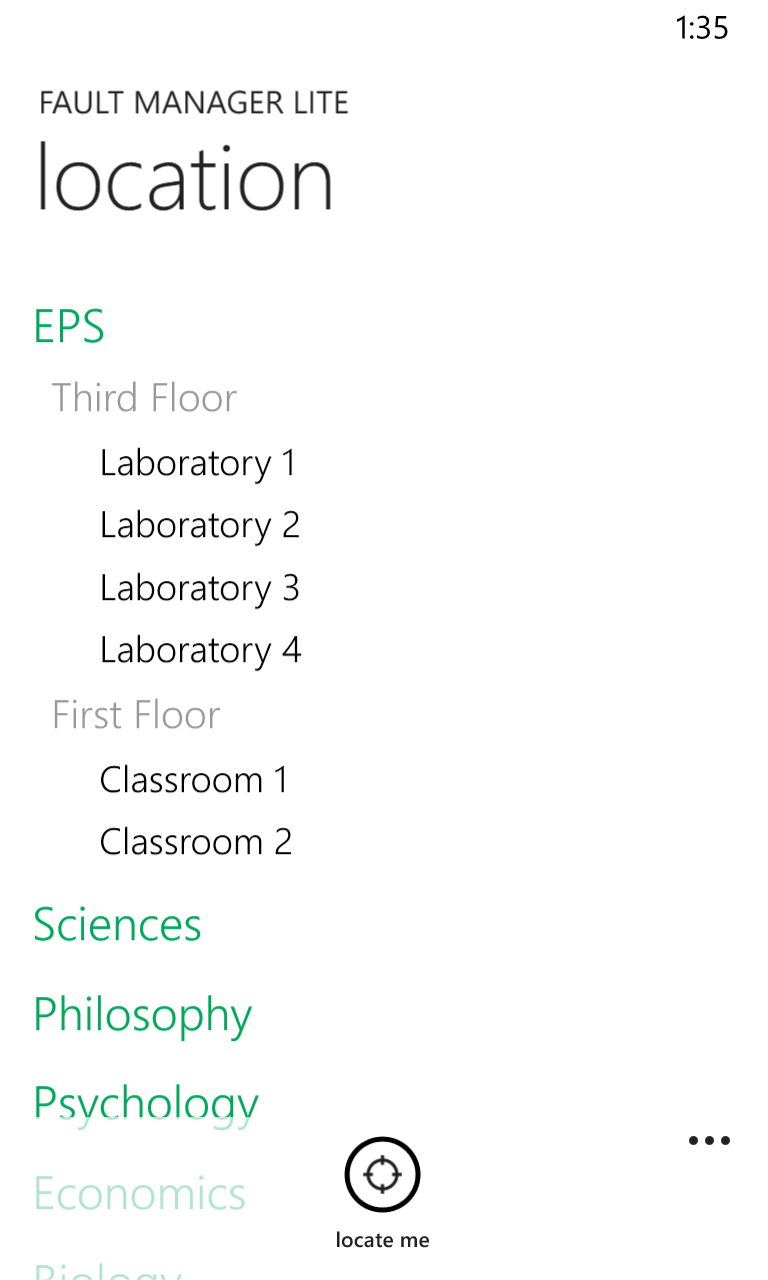 1:35
FAULT MANAGER LITE
location
EPS
Third Floor
Laboratory 1
Laboratory 2
Laboratory 3
Laboratory 4
First Floor
Classroom 1
Classroom 2
Sciences
Philosophy
Psychology
Economics
Biology
locate me